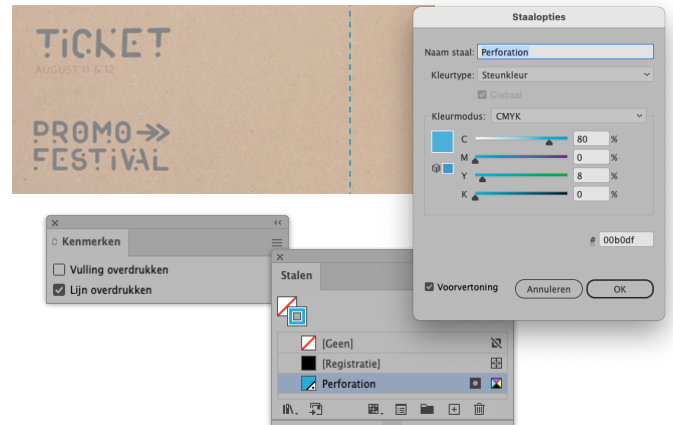 TiCKET
AUGUST 11 & 12
PROMO
FESTiVAL
Staalopties
Naam staal: Perforation
Kleurtype: Steunkleur
Globaal
Kleurmodus: CMYK
C 80 %
M 0 %
Y 8 %
K 0 %
# 00b0df
Voorvertoning Annuleren OK
Kenmerken
Vulling overdrukken
Lijn overdrukken
Stalen
[Geen]
[Registratie]
Perforation